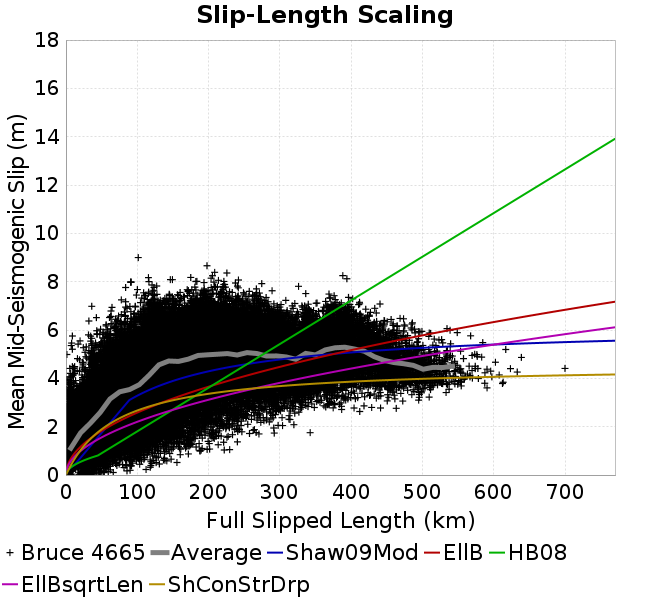 Slip-Length Scaling
Mean Mid-Seismogenic Slip (m)
18
16
14
12
10
8
6
4
2
0
0 100 200 300 400 500 600 700
Full Slipped Length (km)
Bruce 4665 Average Shaw09Mod EllB HB08
EllBsqrtLen ShConStrDrp